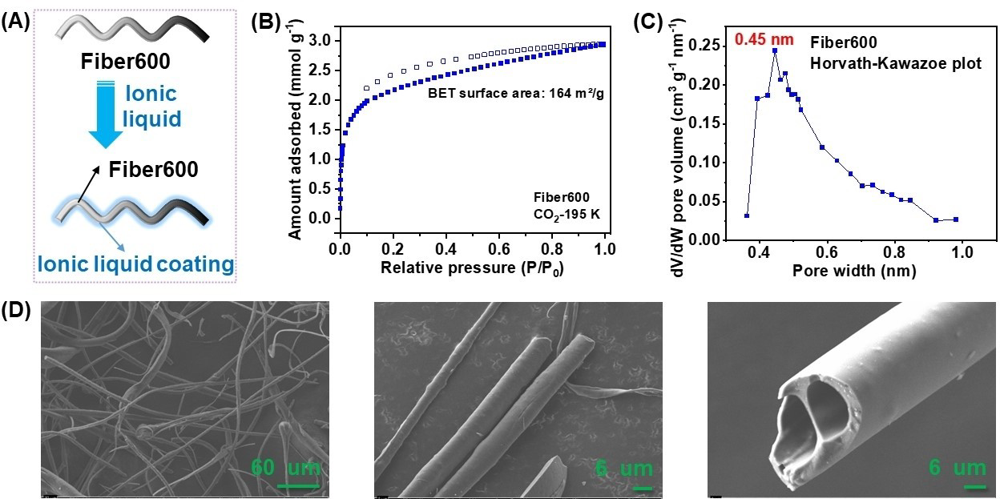 (A)
Fiber600
Ionic
liquid
Fiber600
Ionic liquid coating
(B)
Amount adsorbed (mmol g⁻¹)
3.0
2.5
2.0
1.5
1.0
0.5
0.0
BET surface area: 164 m²/g
Fiber600
CO₂-195 K
0.0 0.2 0.4 0.6 0.8 1.0
Relative pressure (P/P₀)
(C)
dV/dW pore volume (cm³ g⁻¹ nm⁻¹)
0.25
0.20
0.15
0.10
0.05
0.00
0.45 nm
Fiber600
Horvath-Kawazoe plot
0.4 0.6 0.8 1.0
Pore width (nm)
(D)
60 um
6 um
6 um